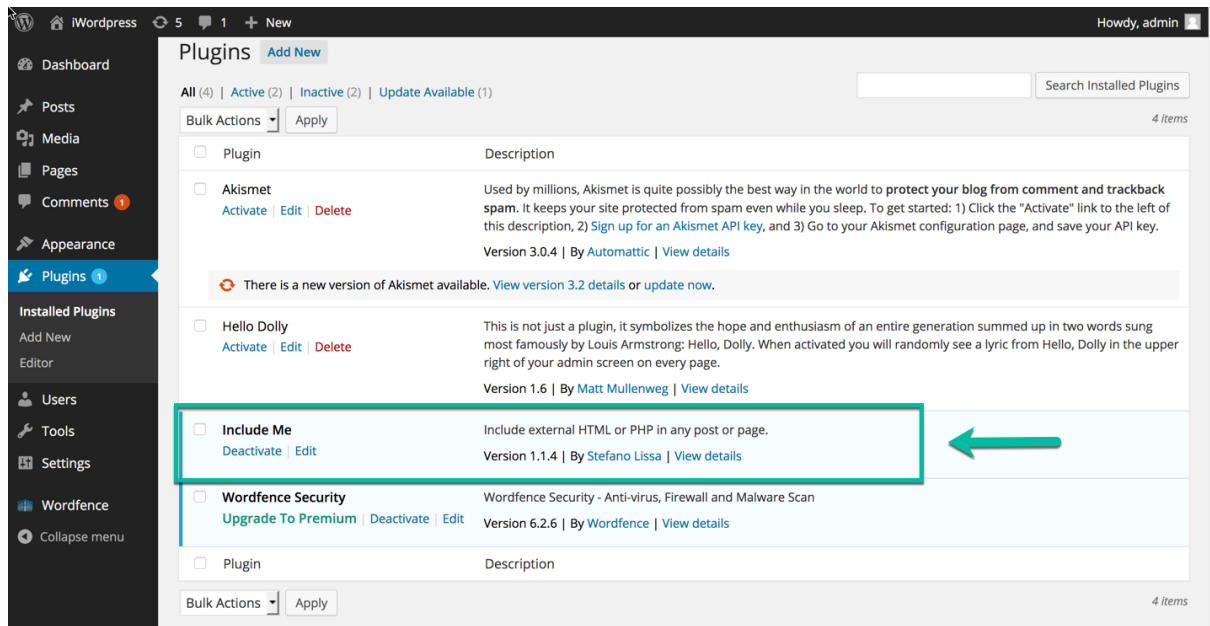 iWordpress 5 1 + New Howdy, admin
Dashboard
Posts
Media
Pages
Comments 1
Appearance
Plugins 1
Installed Plugins
Add New
Editor
Users
Tools
Settings
Wordfence
Collapse menu
Plugins Add New
All (4) | Active (2) | Inactive (2) | Update Available (1)
Search Installed Plugins
Bulk Actions Apply
4 items
Plugin Description
Akismet
Activate | Edit | Delete
Used by millions, Akismet is quite possibly the best way in the world to protect your blog from comment and trackback
spam. It keeps your site protected from spam even while you sleep. To get started: 1) Click the "Activate" link to the left of
this description, 2) Sign up for an Akismet API key, and 3) Go to your Akismet configuration page, and save your API key.
Version 3.0.4 | By Automattic | View details
There is a new version of Akismet available. View version 3.2 details or update now.
Hello Dolly
Activate | Edit | Delete
This is not just a plugin, it symbolizes the hope and enthusiasm of an entire generation summed up in two words sung
most famously by Louis Armstrong: Hello, Dolly. When activated you will randomly see a lyric from Hello, Dolly in the upper
right of your admin screen on every page.
Version 1.6 | By Matt Mullenweg | View details
Include Me
Deactivate | Edit
Include external HTML or PHP in any post or page.
Version 1.1.4 | By Stefano Lissa | View details
Wordfence Security
Upgrade To Premium | Deactivate | Edit
Wordfence Security - Anti-virus, Firewall and Malware Scan
Version 6.2.6 | By Wordfence | View details
Plugin Description
Bulk Actions Apply
4 items